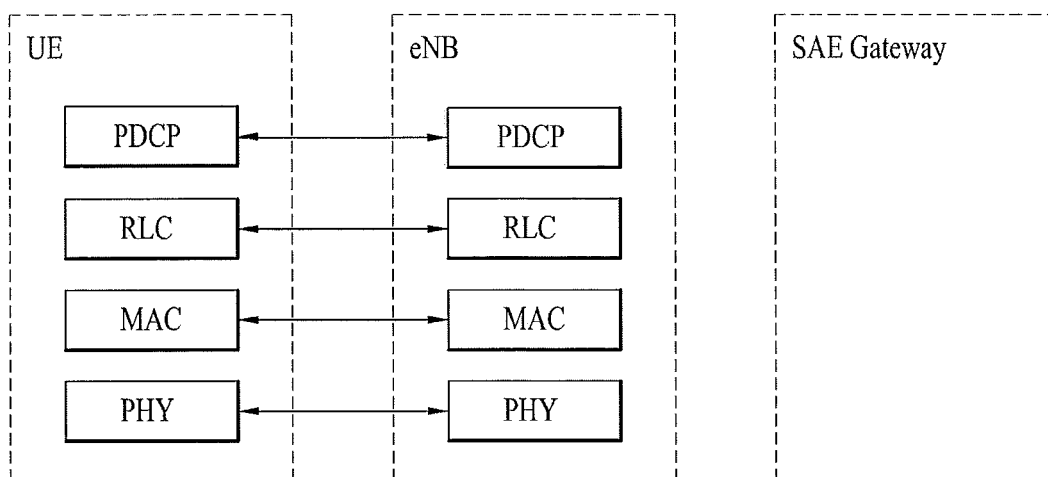 UE eNB SAE Gateway
PDCP PDCP
RLC RLC
MAC MAC
PHY PHY